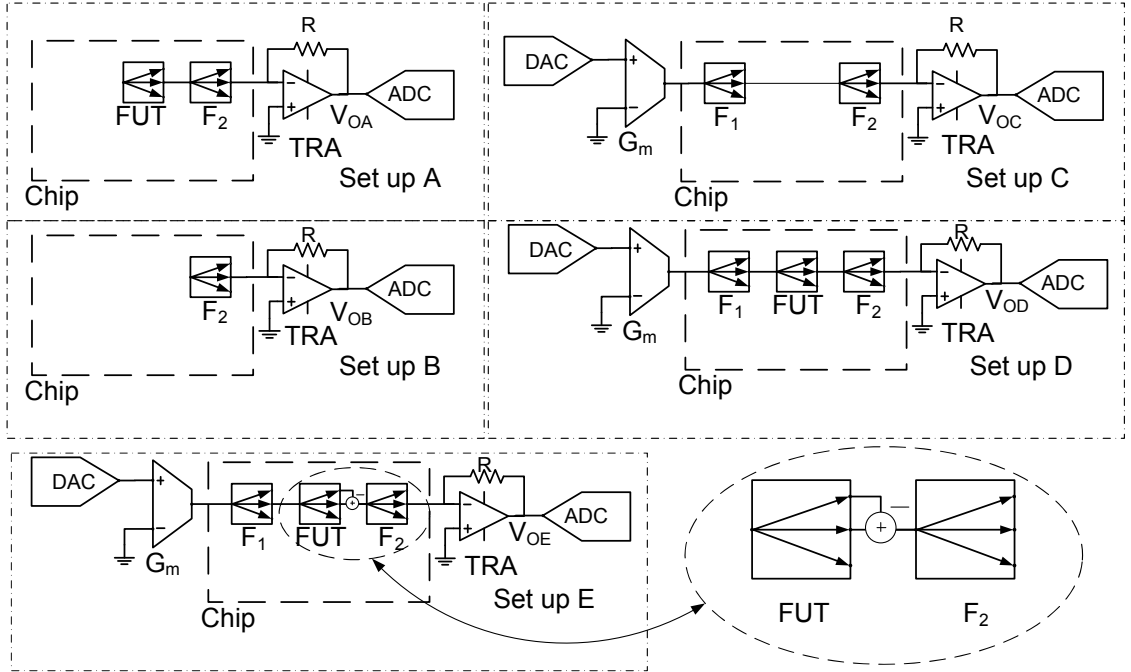 R
FUT
F2
VOA
ADC
TRA
Chip
Set up A
DAC
Gm
F1
F2
R
VOC
ADC
TRA
Chip
Set up C
R
F2
VOB
ADC
TRA
Chip
Set up B
DAC
Gm
F1
FUT
F2
R
VOD
ADC
TRA
Chip
Set up D
DAC
Gm
F1
FUT
F2
R
VOE
ADC
TRA
Chip
Set up E
FUT
F2